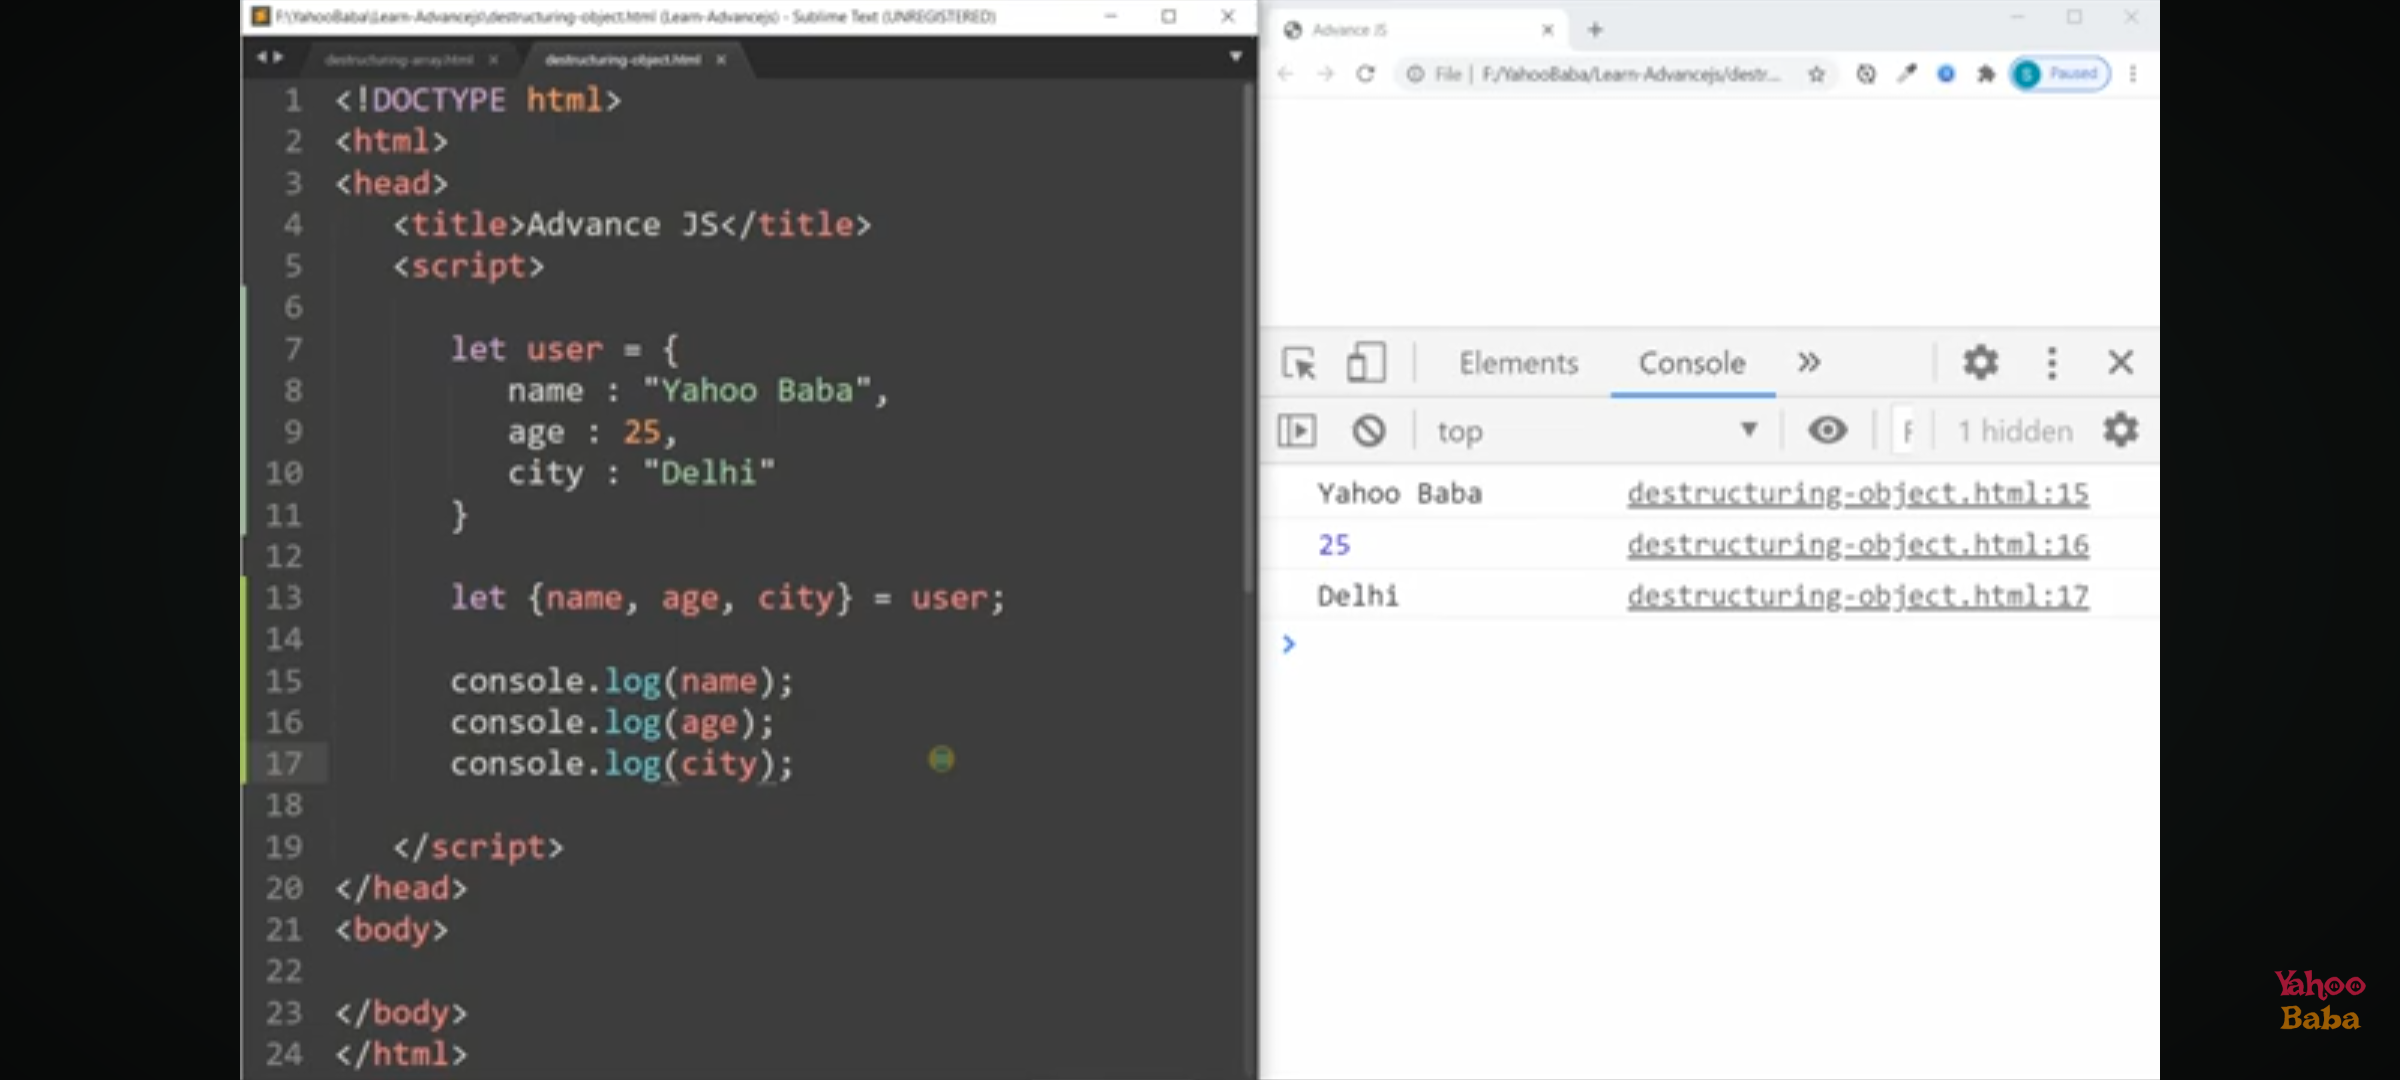 F:\YahooBaba\Learn-Advancejs\destructuring-object.html (Learn-Advancejs) - Sublime Text (UNREGISTERED)
destructuring-array.html
destructuring-object.html
1 <!DOCTYPE html>
2 <html>
3 <head>
4 <title>Advance JS</title>
5 <script>
6
7 let user = {
8 name : "Yahoo Baba",
9 age : 25,
10 city : "Delhi"
11 }
12
13 let {name, age, city} = user;
14
15 console.log(name);
16 console.log(age);
17 console.log(city);
18
19 </script>
20 </head>
21 <body>
22
23 </body>
24 </html>
Advance JS
File | F:/YahooBaba/Learn-Advancejs/destr...
S Paused
Elements Console
top 1 hidden
Yahoo Baba destructuring-object.html:15
25 destructuring-object.html:16
Delhi destructuring-object.html:17
Yahoo
Baba